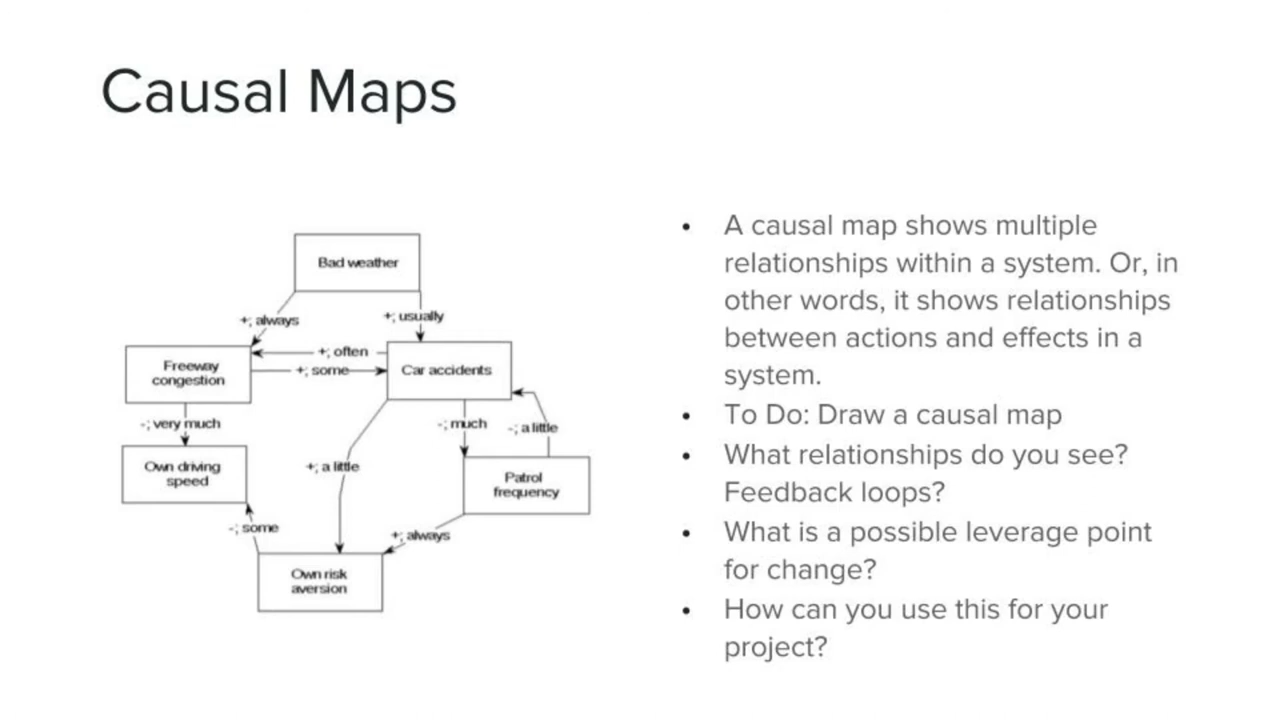 Causal Maps
Bad weather
+; always
+; usually
Freeway
congestion
+; often
+; some
Car accidents
-; very much
-; much
-; a little
Own driving
speed
+; a little
Patrol
frequency
-; some
+; always
Own risk
aversion
• A causal map shows multiple
relationships within a system. Or, in
other words, it shows relationships
between actions and effects in a
system.
• To Do: Draw a causal map
• What relationships do you see?
Feedback loops?
• What is a possible leverage point
for change?
• How can you use this for your
project?